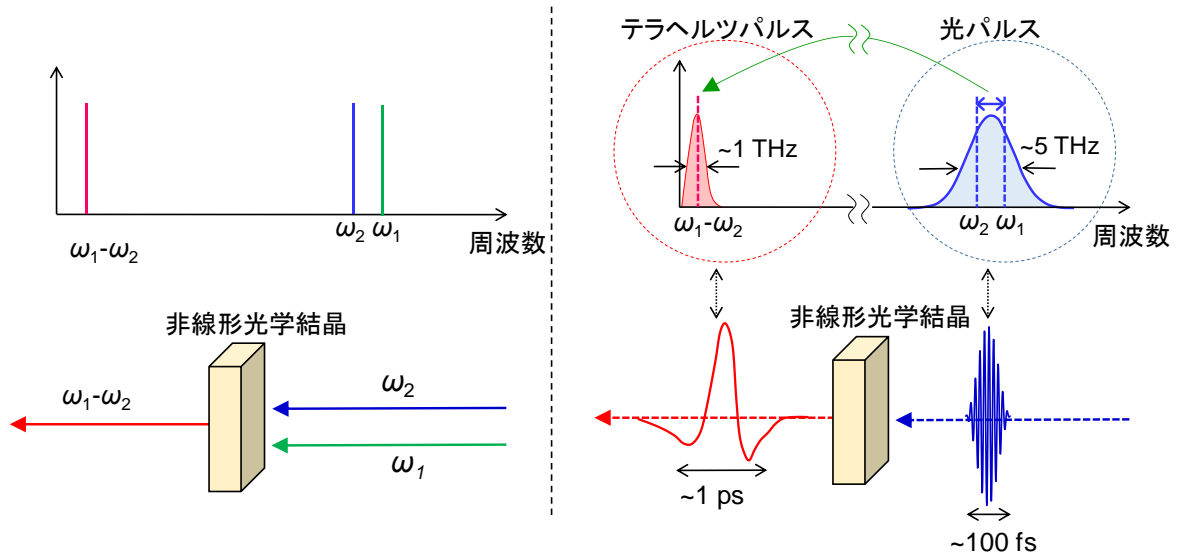 ω2 ω1
周波数
ω1-ω2
非線形光学結晶
ω1-ω2
ω2
ω1
テラヘルツパルス
光パルス
~1 THz
~5 THz
ω1-ω2
ω2 ω1
周波数
非線形光学結晶
~1 ps
~100 fs